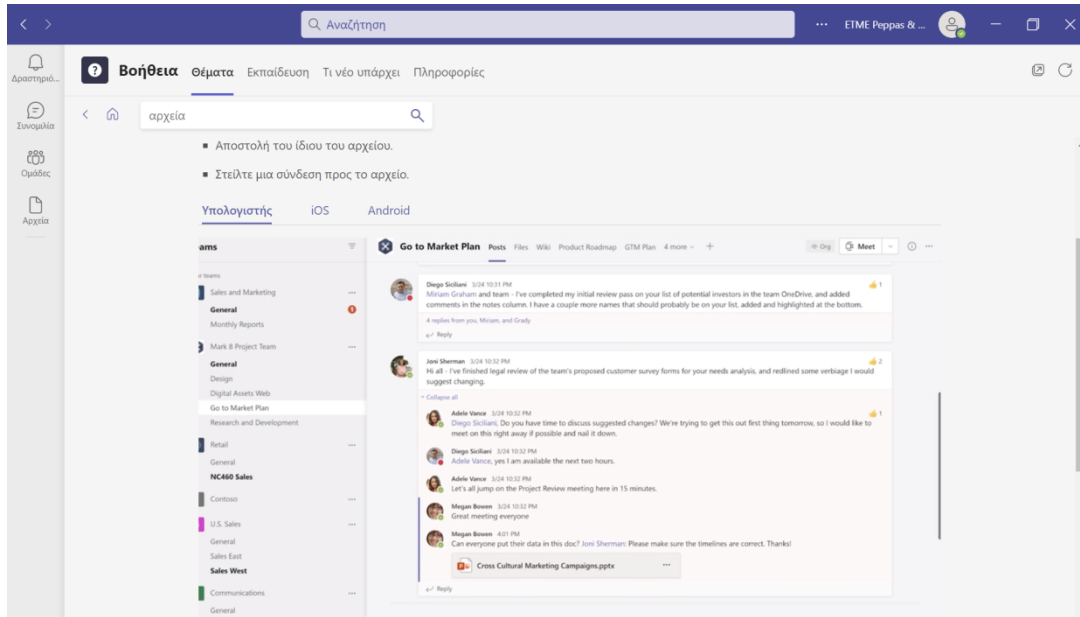 Αναζήτηση
ETME Peppas & ...
Δραστηριό...
Συνομιλία
Ομάδες
Αρχεία
Βοήθεια Θέματα Εκπαίδευση Τι νέο υπάρχει Πληροφορίες
αρχεία
▪ Αποστολή του ίδιου του αρχείου.
▪ Στείλτε μια σύνδεση προς το αρχείο.
Υπολογιστής iOS Android
ams
Sales and Marketing
General
Monthly Reports
Mark 8 Project Team
General
Design
Digital Assets Web
Go to Market Plan
Research and Development
Retail
General
NC460 Sales
Contoso
U.S. Sales
General
Sales East
Sales West
Communications
General
Go to Market Plan Posts Files Wiki Product Roadmap GTM Plan 4 more +
Org Meet
Diego Siciliani 3/24 10:31 PM
1
Miriam Graham and team - I've completed my initial review pass on your list of potential investors in the team OneDrive, and added
comments in the notes column. I have a couple more names that should probably be on your list, added and highlighted at the bottom.
4 replies from you, Miriam, and Grady
Reply
Joni Sherman 3/24 10:32 PM
2
Hi all - I've finished legal review of the team's proposed customer survey forms for your needs analysis, and redlined some verbiage I would
suggest changing.
Collapse all
Adele Vance 3/24 10:32 PM
1
Diego Siciliani, Do you have time to discuss suggested changes? We're trying to get this out first thing tomorrow, so I would like to
meet on this right away if possible and nail it down.
Diego Siciliani 3/24 10:32 PM
Adele Vance, yes I am available the next two hours.
Adele Vance 3/24 10:32 PM
Let's all jump on the Project Review meeting here in 15 minutes.
Megan Bowen 3/24 10:32 PM
Great meeting everyone
Megan Bowen 4:01 PM
Can everyone put their data in this doc? Joni Sherman: Please make sure the timelines are correct. Thanks!
Cross Cultural Marketing Campaigns.pptx
Reply